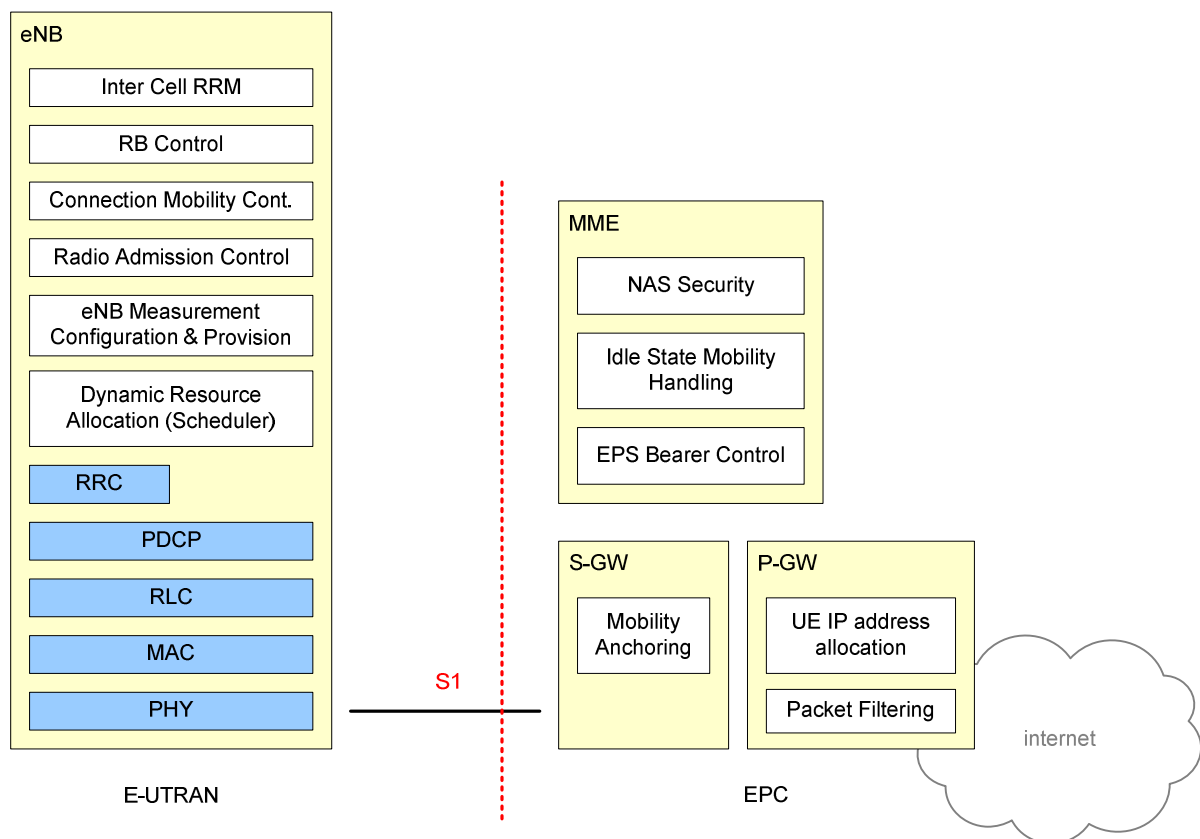 eNB
Inter Cell RRM
RB Control
Connection Mobility Cont.
Radio Admission Control
eNB Measurement
Configuration & Provision
Dynamic Resource
Allocation (Scheduler)
RRC
PDCP
RLC
MAC
PHY
S1
MME
NAS Security
Idle State Mobility
Handling
EPS Bearer Control
S-GW
Mobility
Anchoring
P-GW
UE IP address
allocation
Packet Filtering
internet
E-UTRAN
EPC